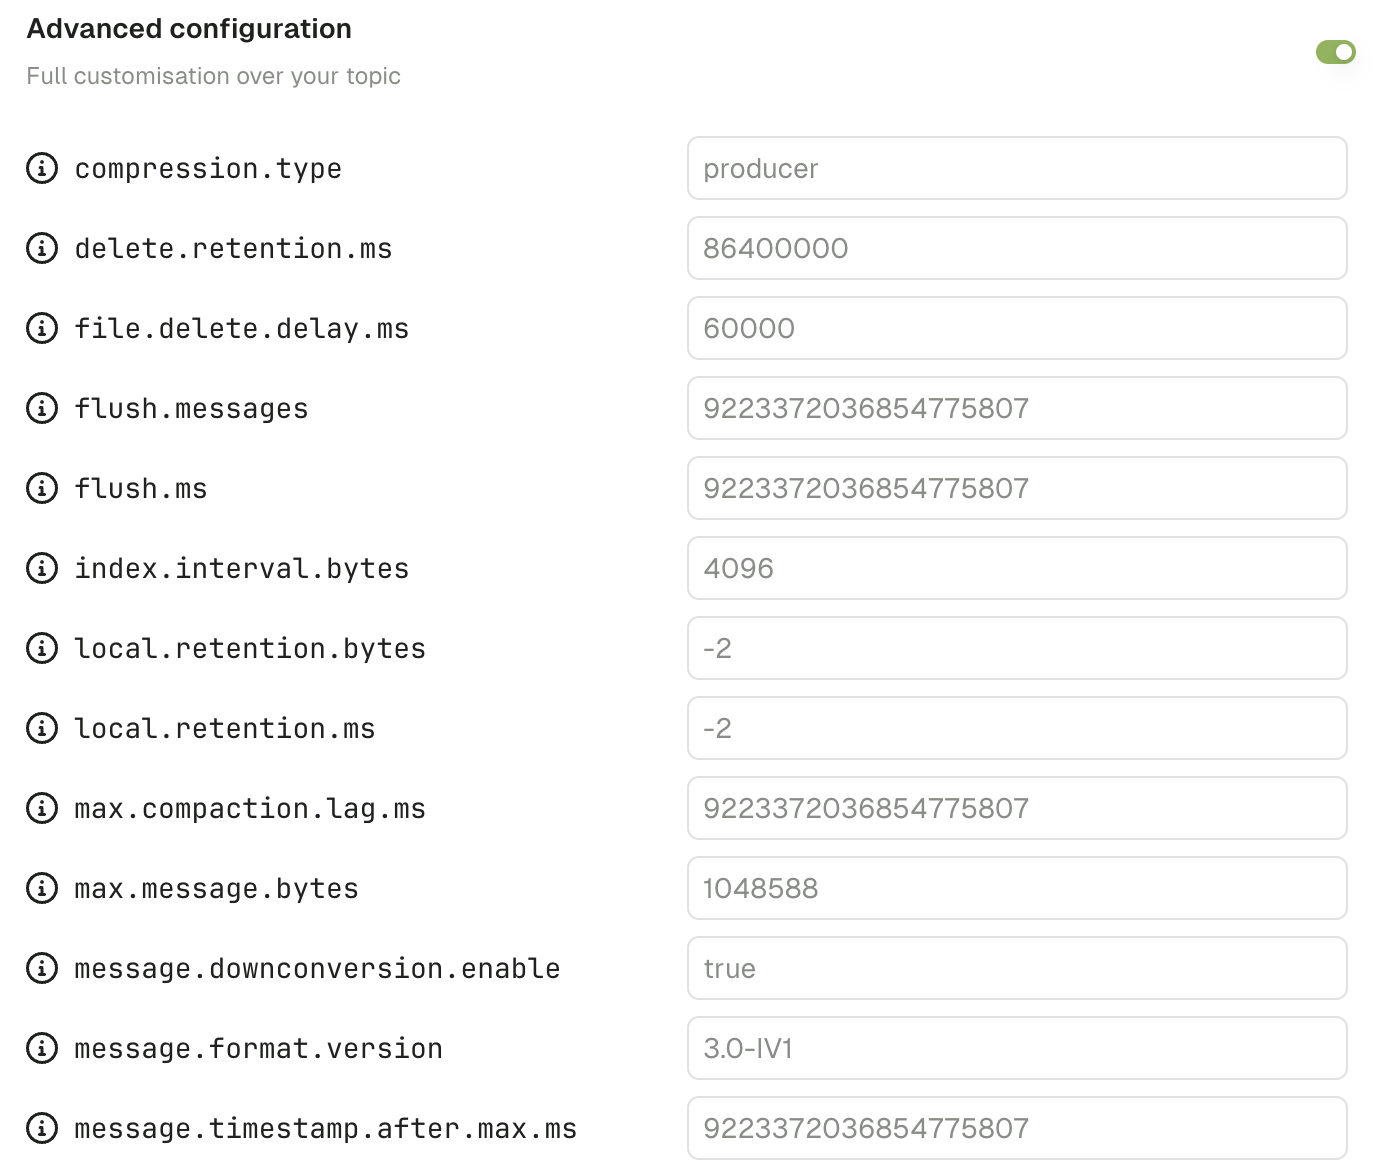 Advanced configuration
Full customisation over your topic
compression.type producer
delete.retention.ms 86400000
file.delete.delay.ms 60000
flush.messages 9223372036854775807
flush.ms 9223372036854775807
index.interval.bytes 4096
local.retention.bytes -2
local.retention.ms -2
max.compaction.lag.ms 9223372036854775807
max.message.bytes 1048588
message.downconversion.enable true
message.format.version 3.0-IV1
message.timestamp.after.max.ms 9223372036854775807